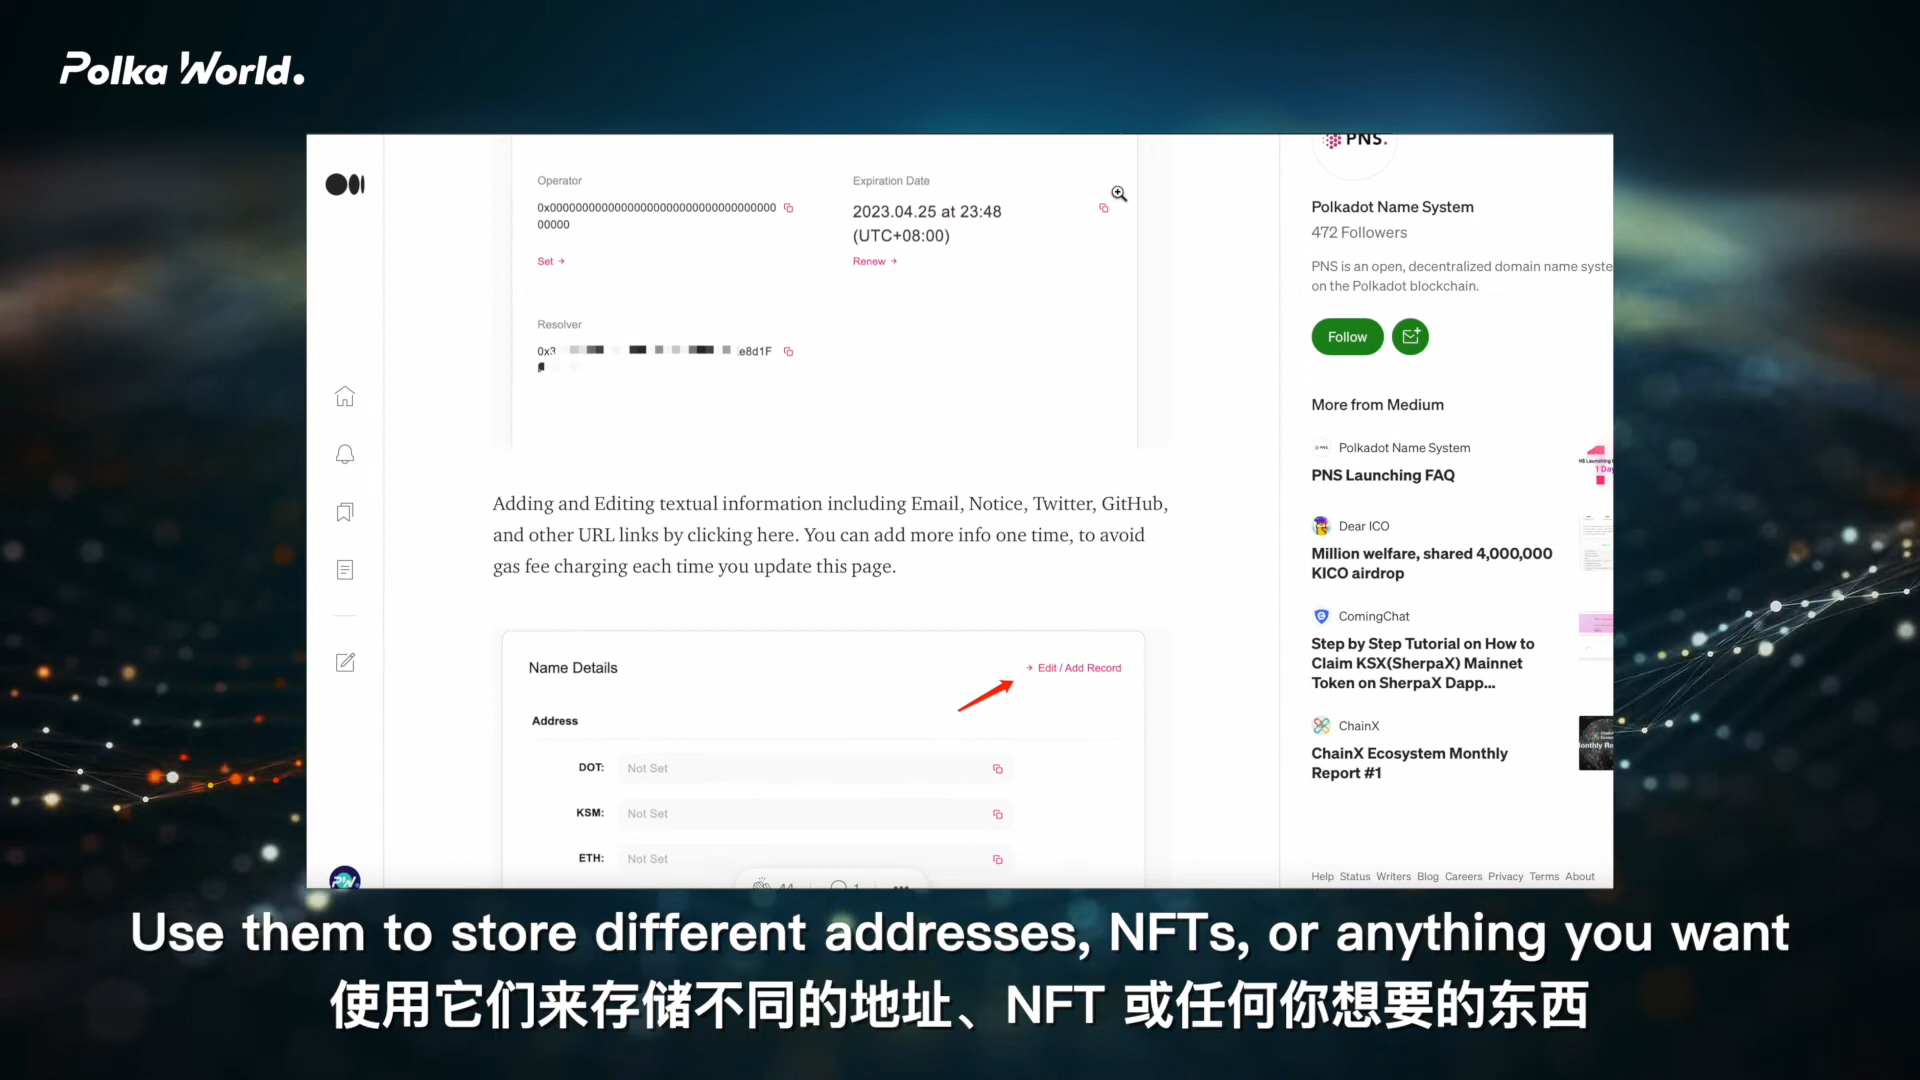 Polka World.
Operator
Expiration Date
0x00000000000000000000000000000000000
00000
2023.04.25 at 23:48
(UTC+08:00)
Set →
Renew →
Resolver
0x3
e8d1F
Adding and Editing textual information including Email, Notice, Twitter, GitHub,
and other URL links by clicking here. You can add more info one time, to avoid
gas fee charging each time you update this page.
Name Details
→ Edit / Add Record
Address
DOT: Not Set
KSM: Not Set
ETH: Not Set
PNS.
Polkadot Name System
472 Followers
PNS is an open, decentralized domain name syste
on the Polkadot blockchain.
Follow
More from Medium
Polkadot Name System
PNS Launching FAQ
Dear ICO
Million welfare, shared 4,000,000
KICO airdrop
ComingChat
Step by Step Tutorial on How to
Claim KSX(SherpaX) Mainnet
Token on SherpaX Dapp...
ChainX
ChainX Ecosystem Monthly
Report #1
Help Status Writers Blog Careers Privacy Terms About
Use them to store different addresses, NFTs, or anything you want
使用它们来存储不同的地址、NFT 或任何你想要的东西